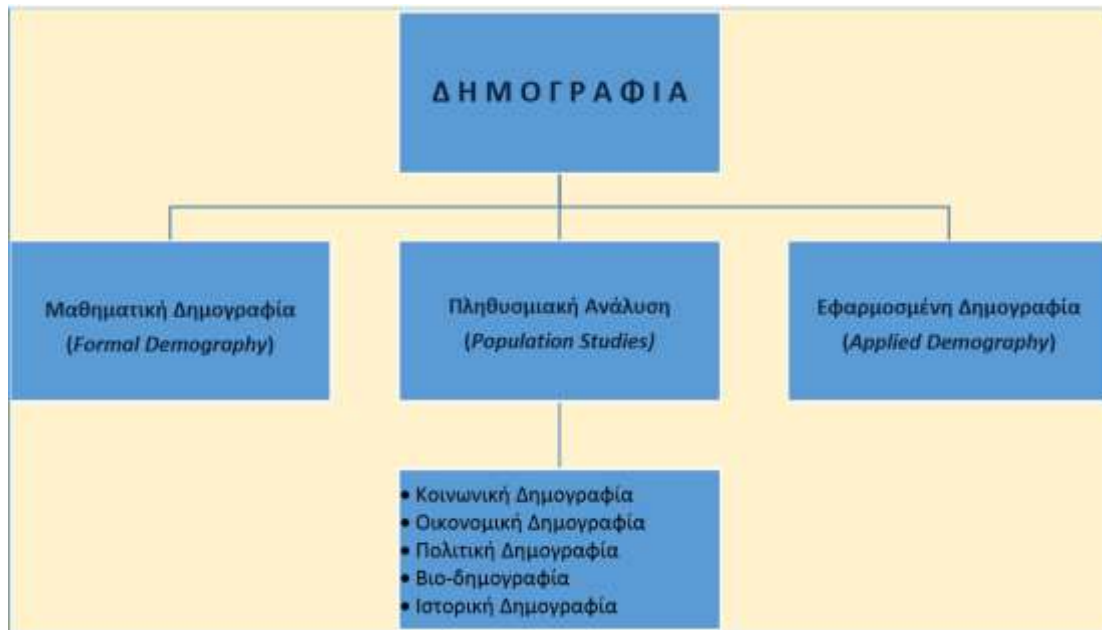 ΔΗΜΟΓΡΑΦΙΑ
Μαθηματική Δημογραφία
(Formal Demography)
Πληθυσμιακή Ανάλυση
(Population Studies)
Εφαρμοσμένη Δημογραφία
(Applied Demography)
• Κοινωνική Δημογραφία
• Οικονομική Δημογραφία
• Πολιτική Δημογραφία
• Βιο-δημογραφία
• Ιστορική Δημογραφία